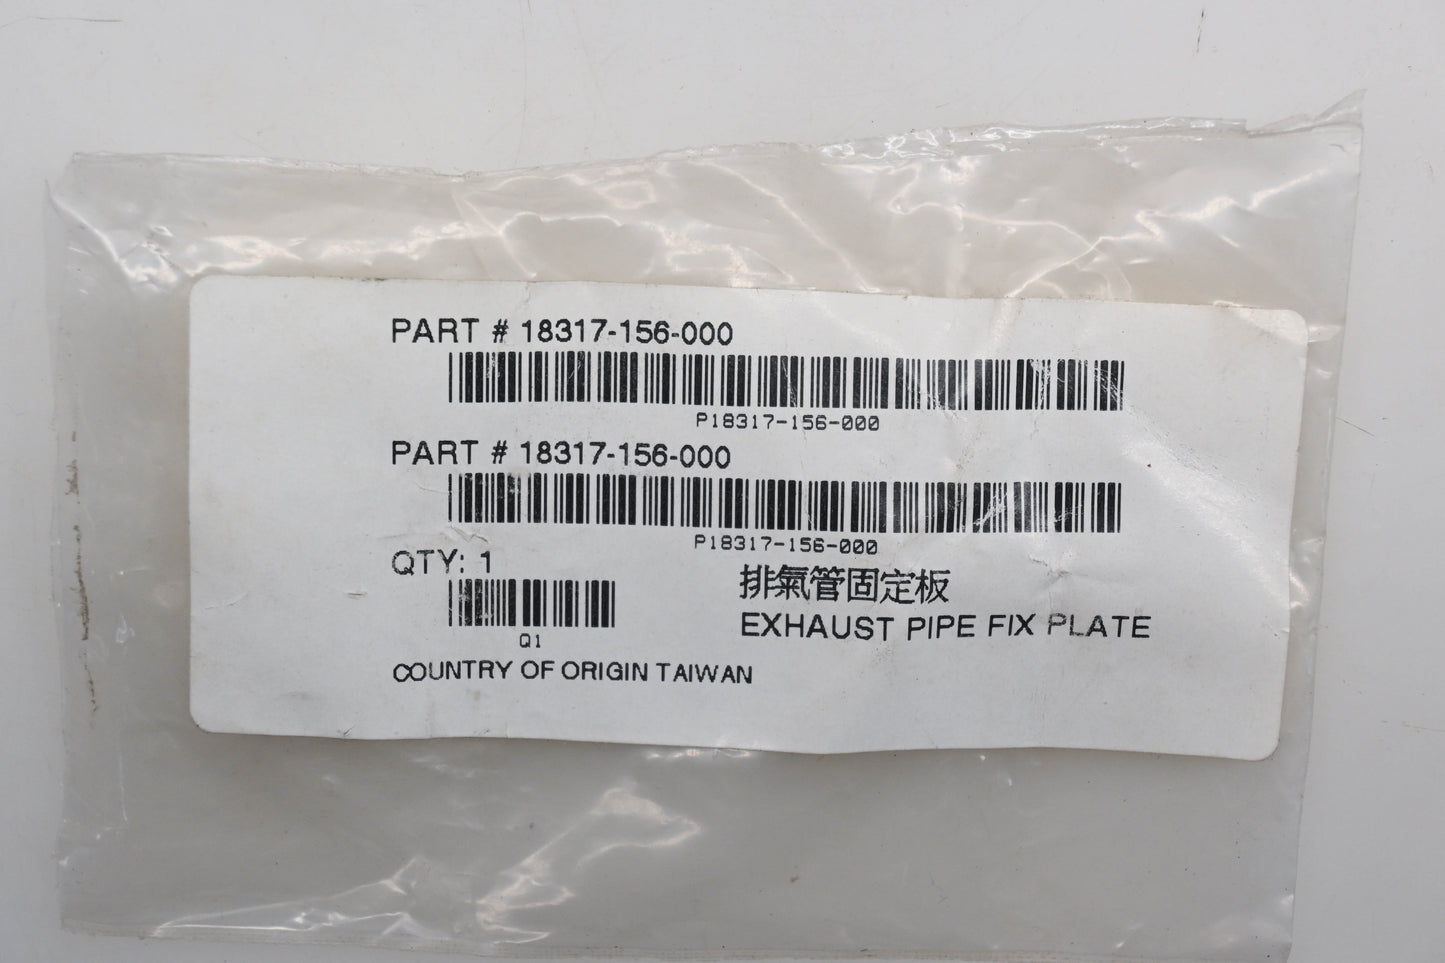 PART # 18317-156-000
P18317-156-000
PART # 18317-156-000
P18317-156-000
QTY: 1
Q1
排氣管固定板
EXHAUST PIPE FIX PLATE
COUNTRY OF ORIGIN TAIWAN